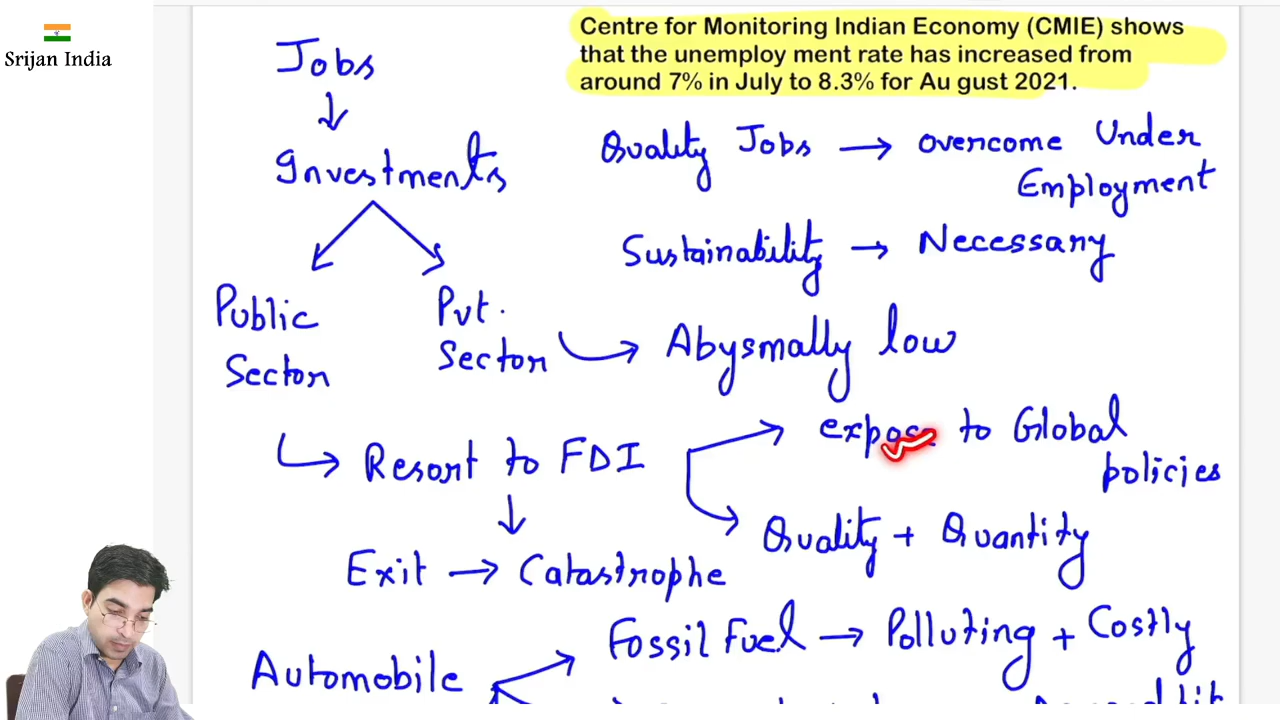 Srijan India
Centre for Monitoring Indian Economy (CMIE) shows
that the unemploy ment rate has increased from
around 7% in July to 8.3% for Au gust 2021.
Jobs
Investments
Public
Sector
Pvt.
Sector
Quality Jobs → overcome Under
Employment
Sustainability → Necessary
Abysmally low
Resort to FDI
expose to Global
policies
Quality + Quantity
Exit → Catastrophe
Automobile
Fossil Fuel → Polluting + Costly